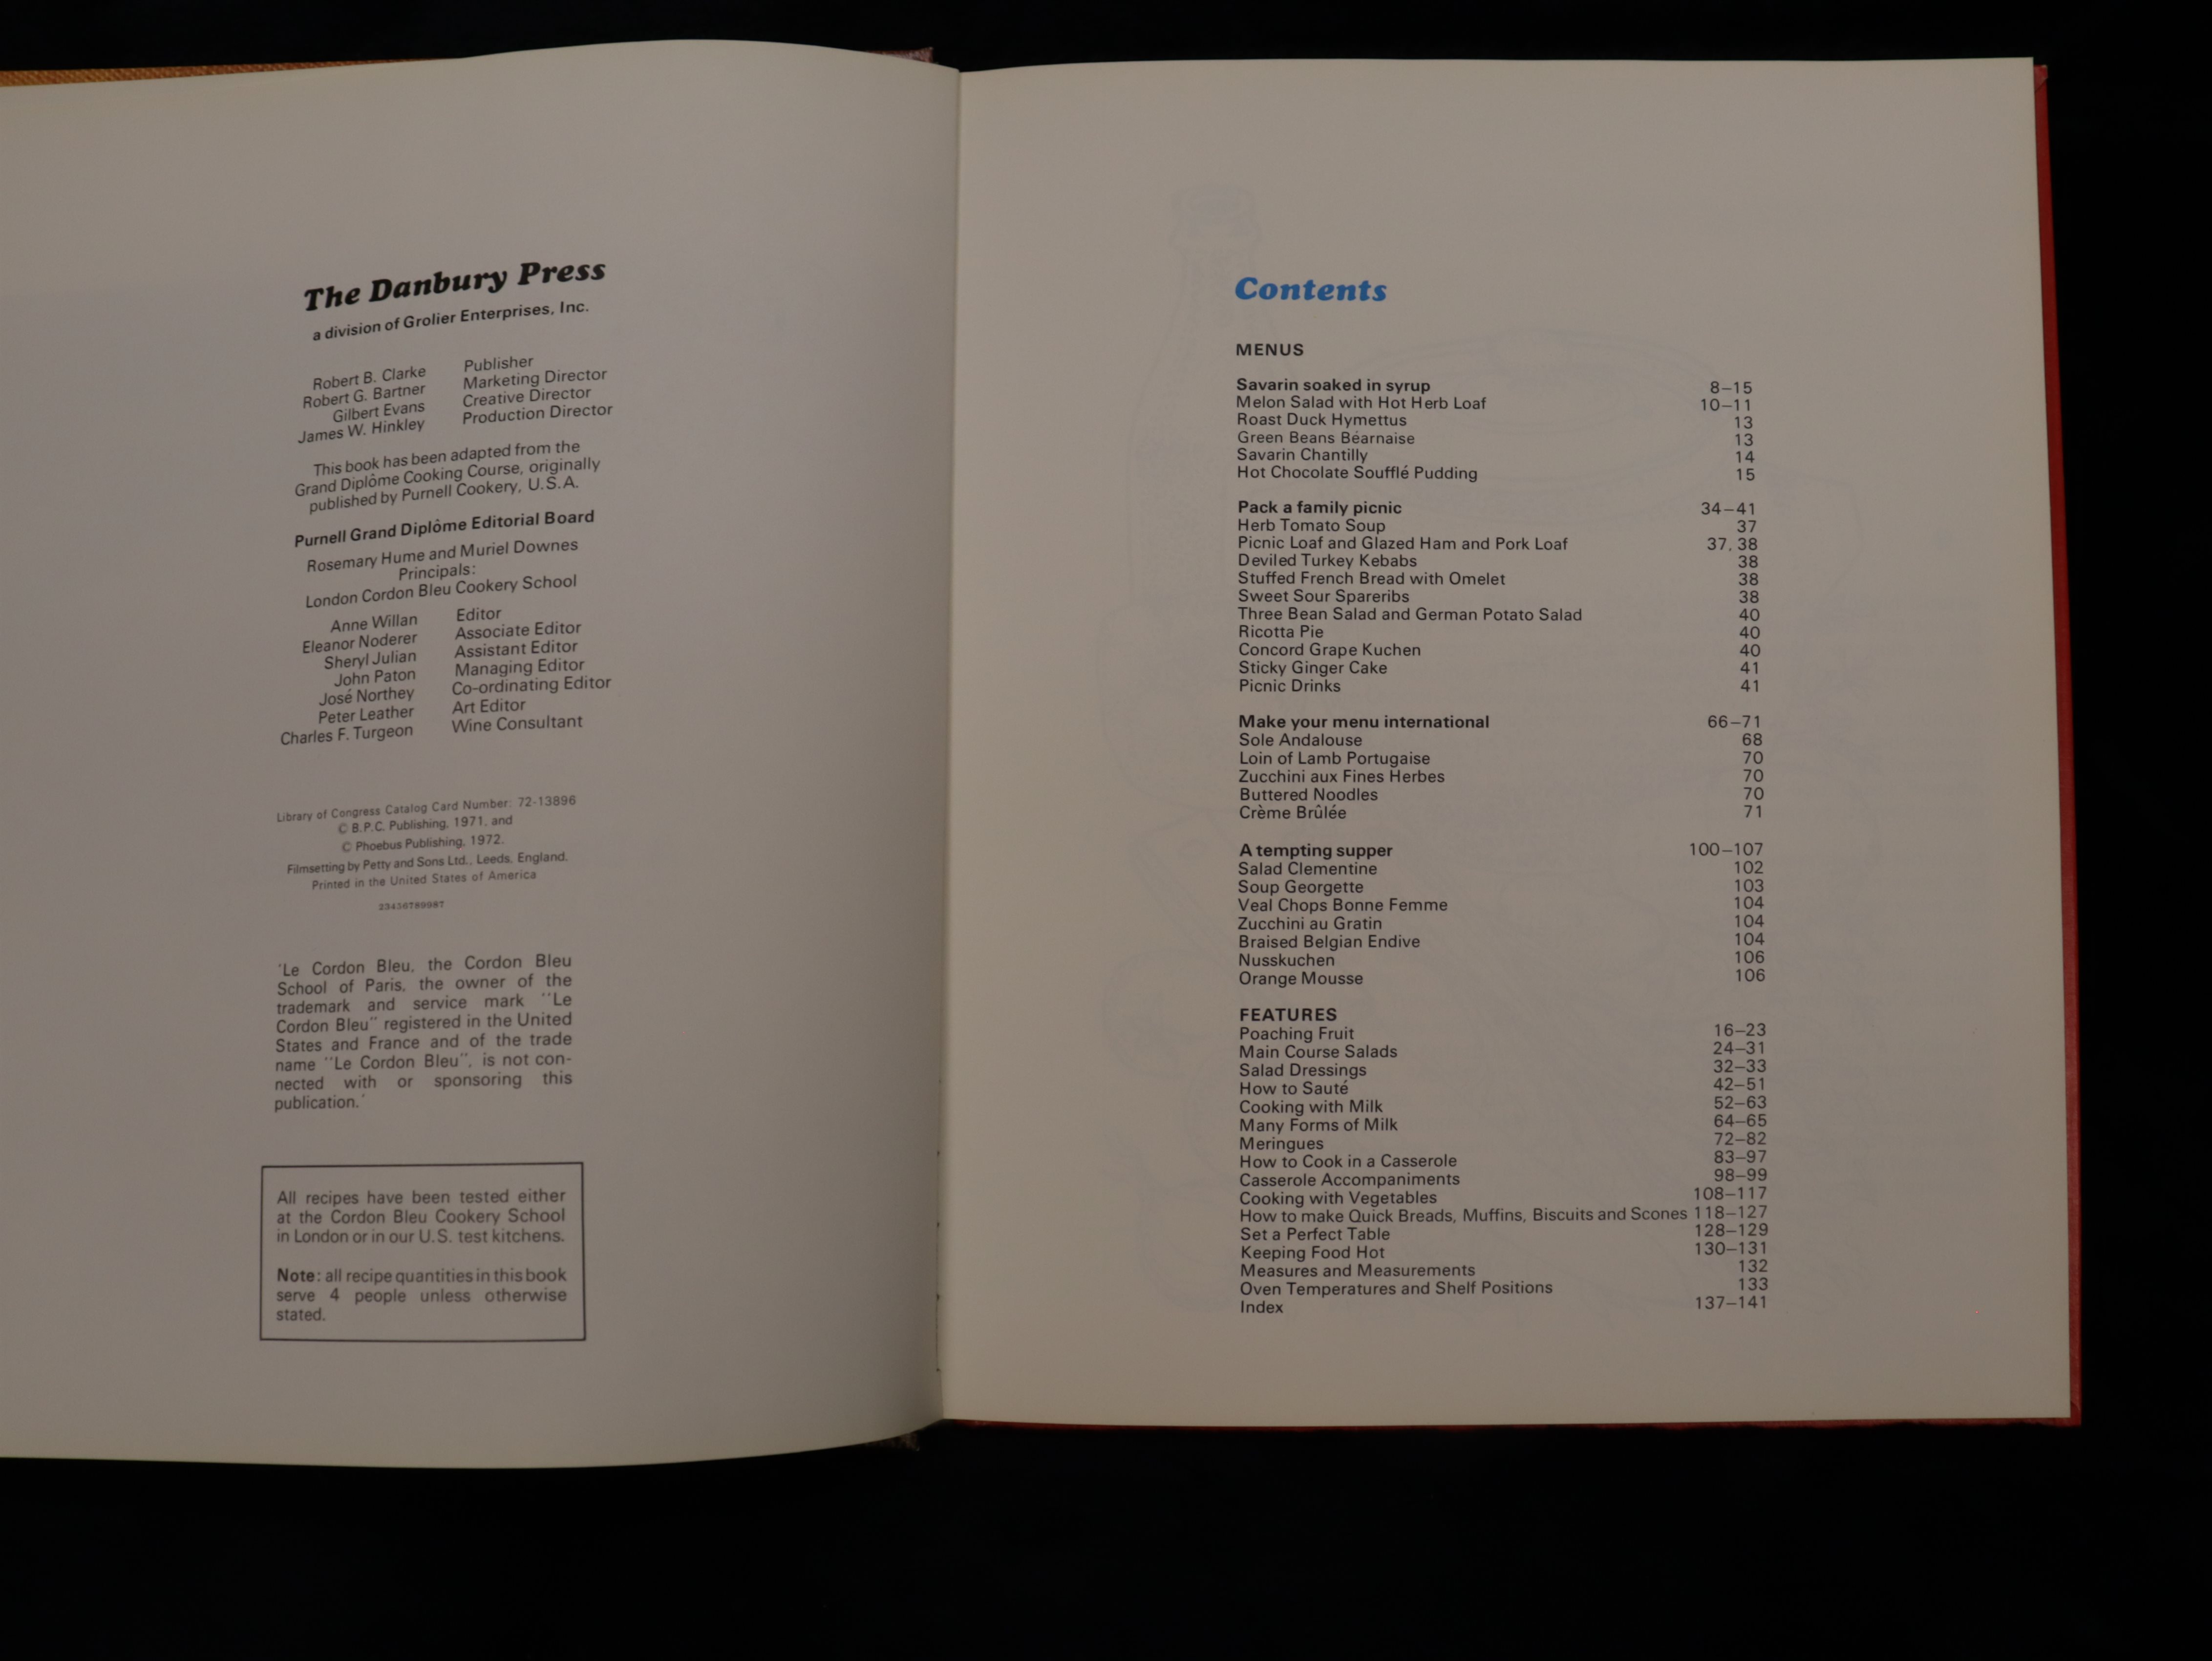 The Danbury Press
a division of Grolier Enterprises, Inc.
Robert B. Clarke Publisher
Robert G. Bartner Marketing Director
Gilbert Evans Creative Director
James W. Hinkley Production Director
This book has been adapted from the
Grand Diplôme Cooking Course, originally
published by Purnell Cookery, U.S.A.
Purnell Grand Diplôme Editorial Board
Rosemary Hume and Muriel Downes
Principals:
London Cordon Bleu Cookery School
Anne Willan Editor
Eleanor Noderer Associate Editor
Sheryl Julian Assistant Editor
John Paton Managing Editor
José Northey Co-ordinating Editor
Peter Leather Art Editor
Charles F. Turgeon Wine Consultant
Library of Congress Catalog Card Number: 72-13896
© B.P.C. Publishing, 1971, and
© Phoebus Publishing, 1972.
Filmsetting by Petty and Sons Ltd., Leeds, England.
Printed in the United States of America
23456789987
'Le Cordon Bleu, the Cordon Bleu
School of Paris, the owner of the
trademark and service mark ''Le
Cordon Bleu'' registered in the United
States and France and of the trade
name ''Le Cordon Bleu'', is not con-
nected with or sponsoring this
publication.'
All recipes have been tested either
at the Cordon Bleu Cookery School
in London or in our U.S. test kitchens.
Note: all recipe quantities in this book
serve 4 people unless otherwise
stated.
Contents
MENUS
Savarin soaked in syrup 8–15
Melon Salad with Hot Herb Loaf 10–11
Roast Duck Hymettus 13
Green Beans Béarnaise 13
Savarin Chantilly 14
Hot Chocolate Soufflé Pudding 15
Pack a family picnic 34–41
Herb Tomato Soup 37
Picnic Loaf and Glazed Ham and Pork Loaf 37, 38
Deviled Turkey Kebabs 38
Stuffed French Bread with Omelet 38
Sweet Sour Spareribs 38
Three Bean Salad and German Potato Salad 40
Ricotta Pie 40
Concord Grape Kuchen 40
Sticky Ginger Cake 41
Picnic Drinks 41
Make your menu international 66–71
Sole Andalouse 68
Loin of Lamb Portugaise 70
Zucchini aux Fines Herbes 70
Buttered Noodles 70
Crème Brûlée 71
A tempting supper 100–107
Salad Clementine 102
Soup Georgette 103
Veal Chops Bonne Femme 104
Zucchini au Gratin 104
Braised Belgian Endive 104
Nusskuchen 106
Orange Mousse 106
FEATURES
Poaching Fruit 16–23
Main Course Salads 24–31
Salad Dressings 32–33
How to Sauté 42–51
Cooking with Milk 52–63
Many Forms of Milk 64–65
Meringues 72–82
How to Cook in a Casserole 83–97
Casserole Accompaniments 98–99
Cooking with Vegetables 108–117
How to make Quick Breads, Muffins, Biscuits and Scones 118–127
Set a Perfect Table 128–129
Keeping Food Hot 130–131
Measures and Measurements 132
Oven Temperatures and Shelf Positions 133
Index 137–141